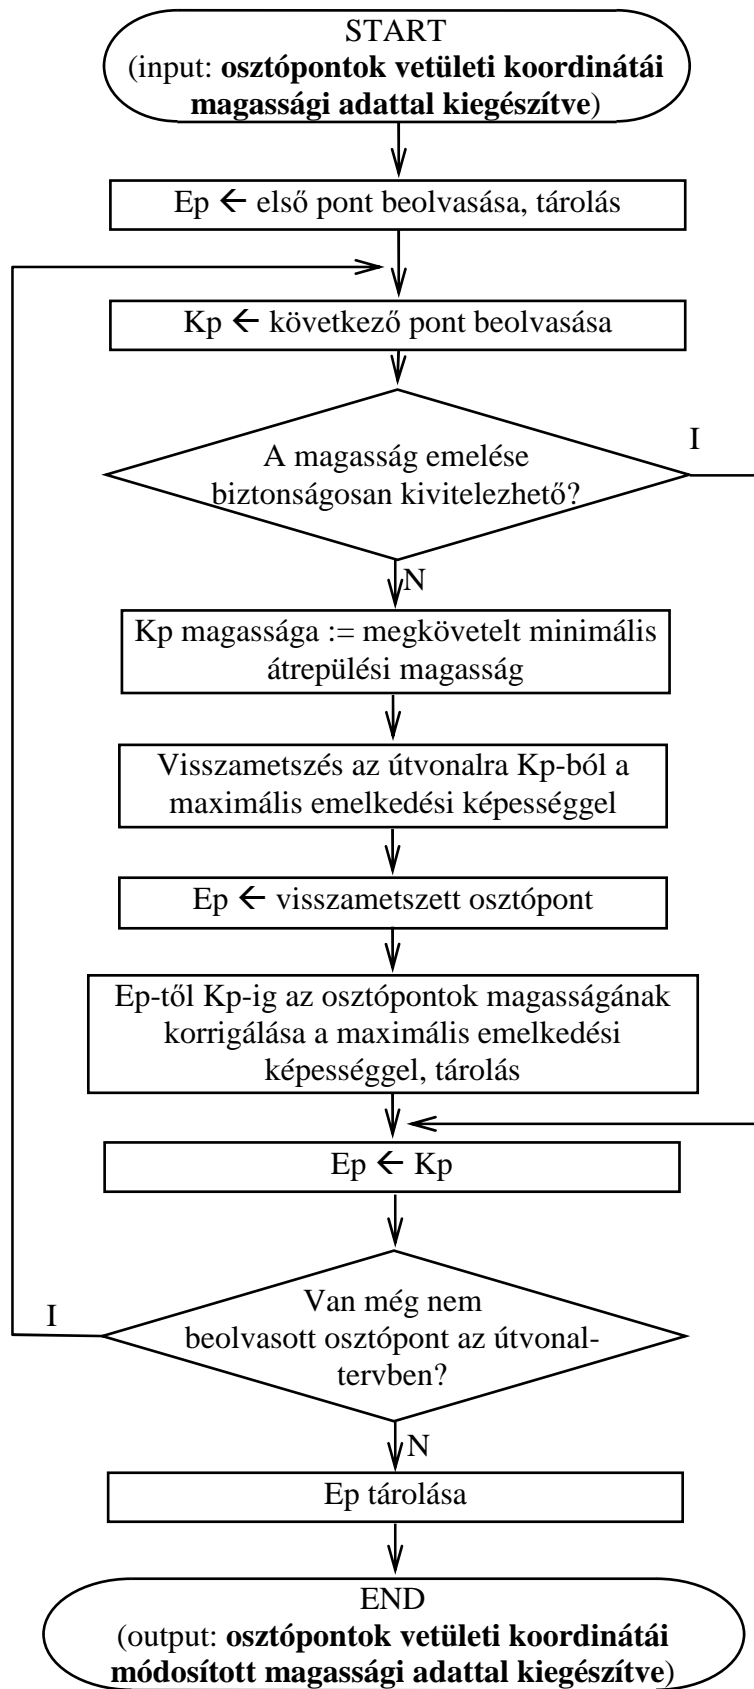 START
(input: osztópontok vetületi koordinátái
magassági adattal kiegészítve)
Ep ← első pont beolvasása, tárolás
Kp ← következő pont beolvasása
I
A magasság emelése
biztonságosan kivitelezhető?
N
Kp magassága := megkövetelt minimális
átrepülési magasság
Visszametszés az útvonalra Kp-ból a
maximális emelkedési képességgel
Ep ← visszametszett osztópont
Ep-től Kp-ig az osztópontok magasságának
korrigálása a maximális emelkedési
képességgel, tárolás
Ep ← Kp
I
Van még nem
beolvasott osztópont az útvonal-
tervben?
N
Ep tárolása
END
(output: osztópontok vetületi koordinátái
módosított magassági adattal kiegészítve)